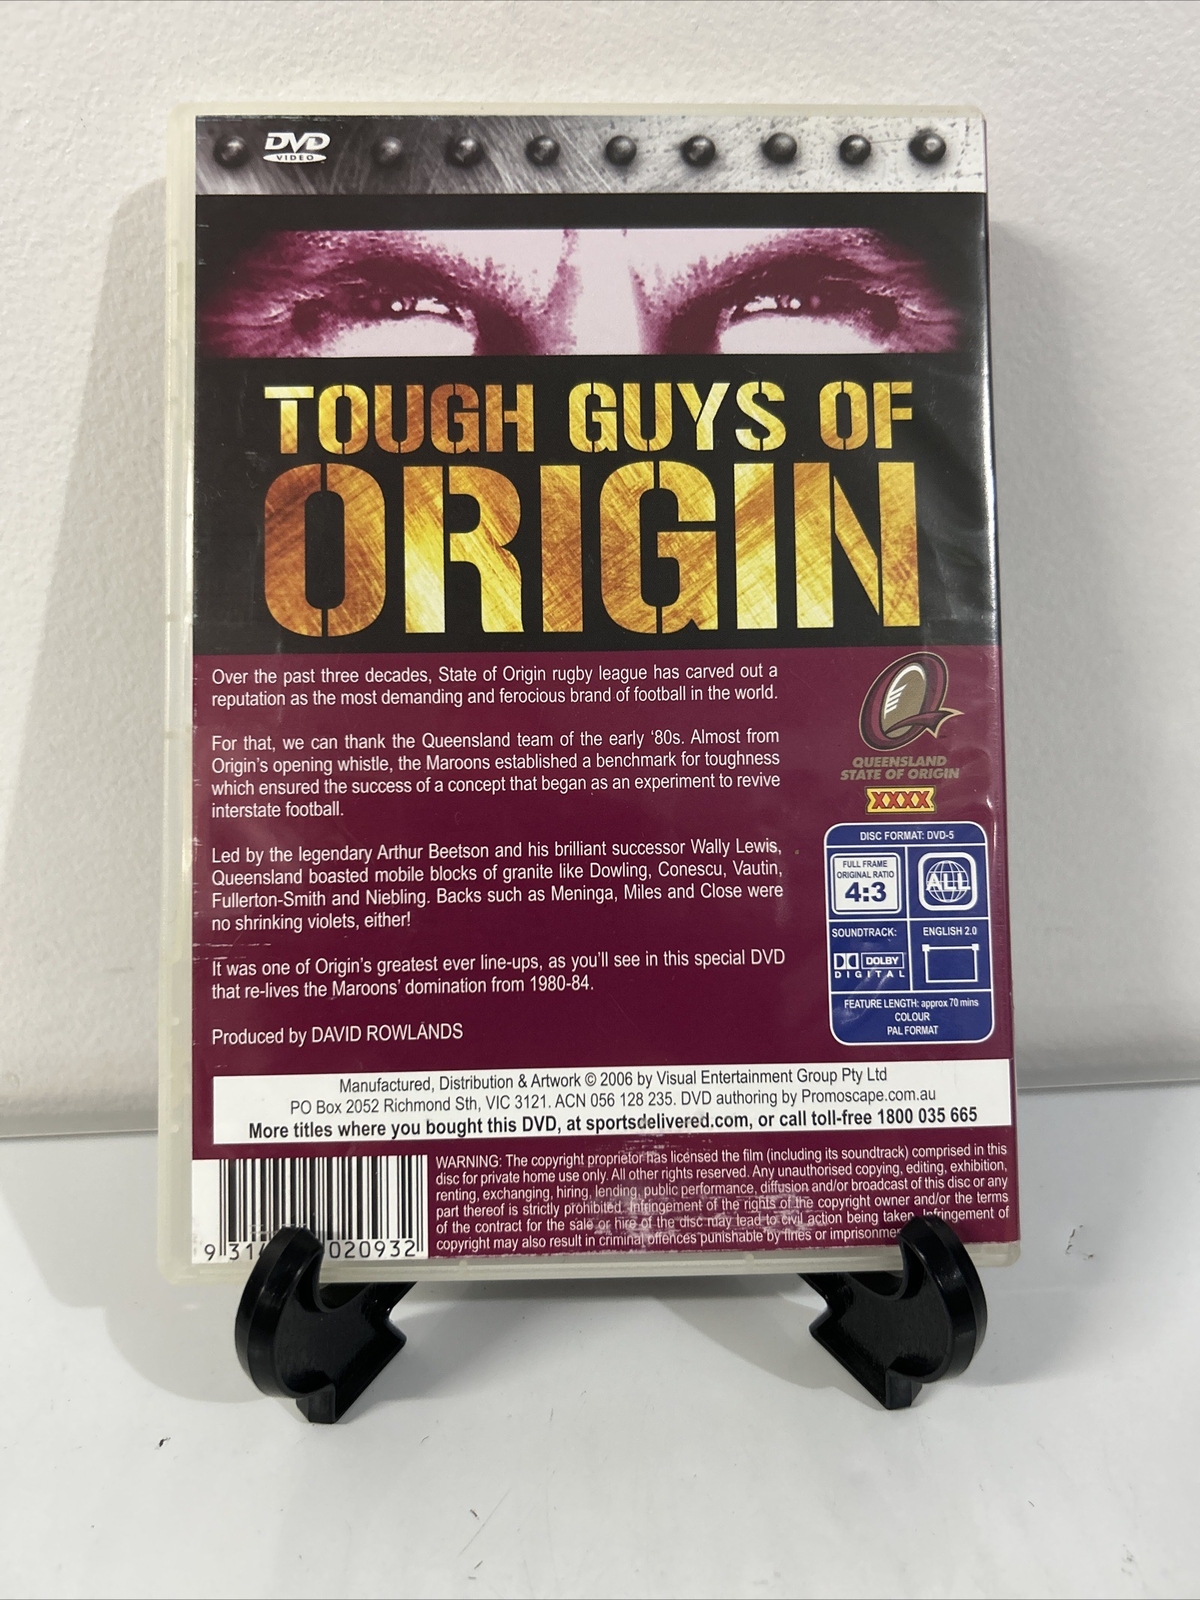 DVD
VIDEO
TOUGH GUYS OF
ORIGIN
Over the past three decades, State of Origin rugby league has carved out a
reputation as the most demanding and ferocious brand of football in the world.
For that, we can thank the Queensland team of the early ‘80s. Almost from
Origin’s opening whistle, the Maroons established a benchmark for toughness
which ensured the success of a concept that began as an experiment to revive
interstate football.
Led by the legendary Arthur Beetson and his brilliant successor Wally Lewis,
Queensland boasted mobile blocks of granite like Dowling, Conescu, Vautin,
Fullerton-Smith and Niebling. Backs such as Meninga, Miles and Close were
no shrinking violets, either!
It was one of Origin’s greatest ever line-ups, as you’ll see in this special DVD
that re-lives the Maroons’ domination from 1980-84.
Produced by DAVID ROWLANDS
Q
QUEENSLAND
STATE OF ORIGIN
XXXX
DISC FORMAT: DVD-5
FULL FRAME
ORIGINAL RATIO
4:3
ALL
SOUNDTRACK:
DOLBY
DIGITAL
ENGLISH 2.0
FEATURE LENGTH: approx 70 mins
COLOUR
PAL FORMAT
Manufactured, Distribution & Artwork © 2006 by Visual Entertainment Group Pty Ltd
PO Box 2052 Richmond Sth, VIC 3121. ACN 056 128 235. DVD authoring by Promoscape.com.au
More titles where you bought this DVD, at sportsdelivered.com, or call toll-free 1800 035 665
WARNING: The copyright proprietor has licensed the film (including its soundtrack) comprised in this
disc for private home use only. All other rights reserved. Any unauthorised copying, editing, exhibition,
renting, exchanging, hiring, lending, public performance, diffusion and/or broadcast of this disc or any
part thereof is strictly prohibited. Infringement of the rights of the copyright owner and/or the terms
of the contract for the sale or hire of the disc may lead to civil action being taken. Infringement of
copyright may also result in criminal offences punishable by fines or imprisonme
9 31 020932